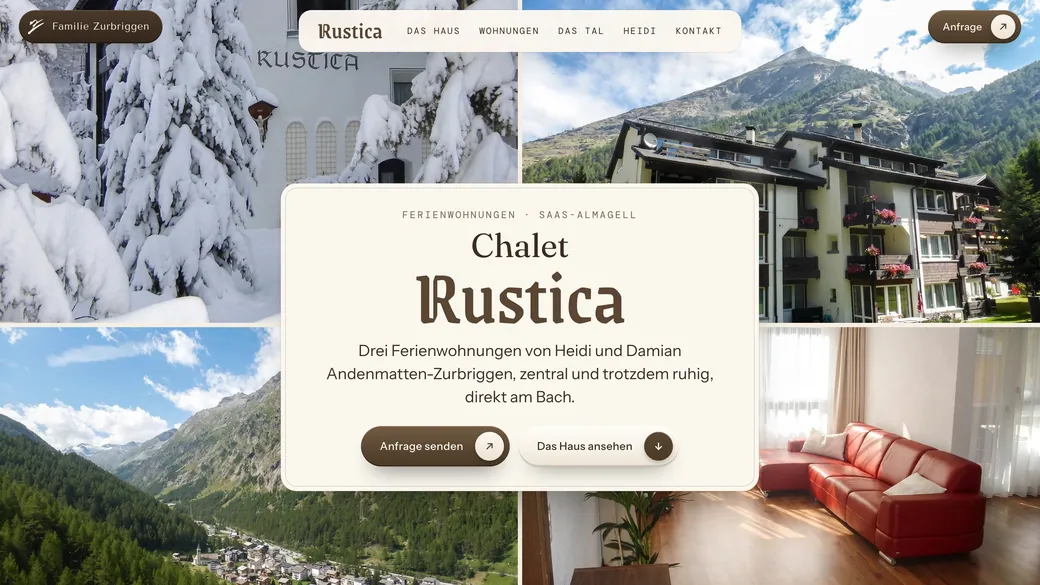 Familie Zurbriggen
Rustica
DAS HAUS
WOHNUNGEN
DAS TAL
HEIDI
KONTAKT
Anfrage
RUSTICA
FERIENWOHNUNGEN · SAAS-ALMAGELL
Chalet
Rustica
Drei Ferienwohnungen von Heidi und Damian
Andenmatten-Zurbriggen, zentral und trotzdem ruhig,
direkt am Bach.
Anfrage senden
Das Haus ansehen